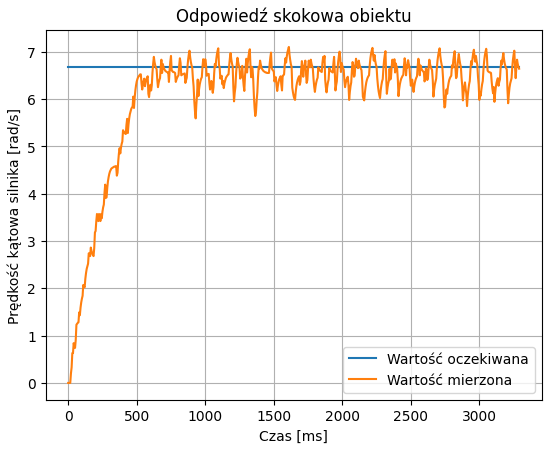 Odpowiedź skokowa obiektu
Prędkość kątowa silnika [rad/s]
7
6
5
4
3
2
1
0
Wartość oczekiwana
Wartość mierzona
0 500 1000 1500 2000 2500 3000
Czas [ms]